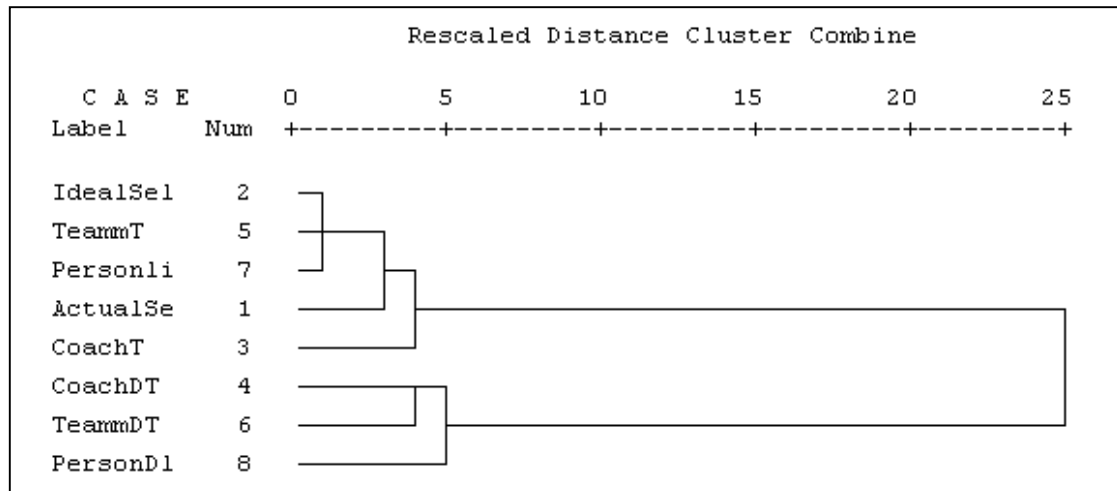 Rescaled Distance Cluster Combine
C A S E 0 5 10 15 20 25
Label Num +---------+---------+---------+---------+---------+
IdealSel 2
TeammT 5
Personli 7
ActualSe 1
CoachT 3
CoachDT 4
TeammDT 6
PersonDl 8